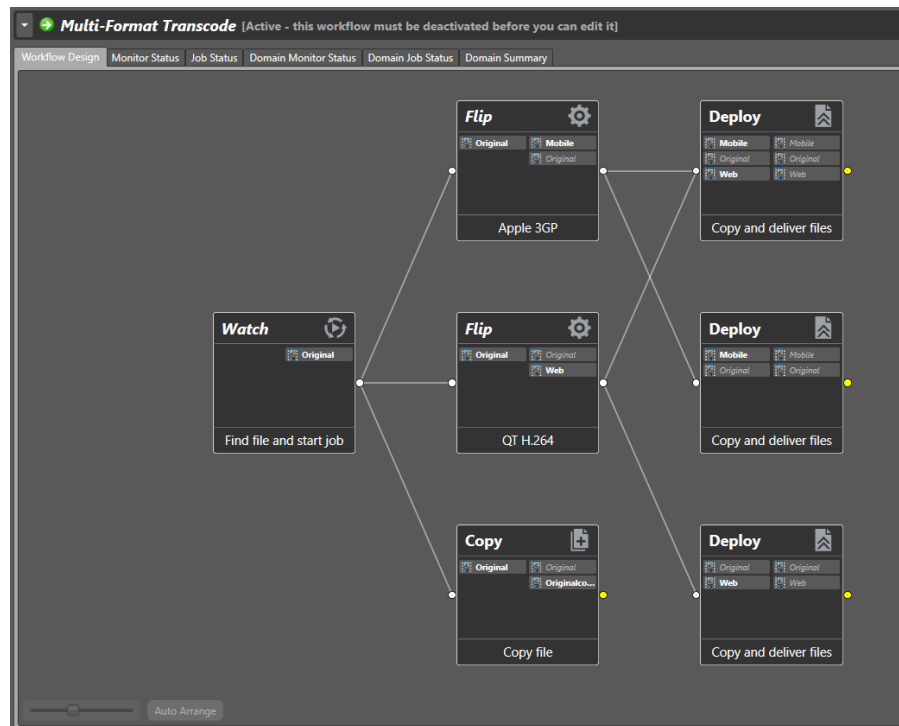 Multi-Format Transcode [Active - this workflow must be deactivated before you can edit it]
Workflow Design Monitor Status Job Status Domain Monitor Status Domain Job Status Domain Summary
Flip
Original Mobile
Original
Apple 3GP
Deploy
Mobile Mobile
Original Original
Web Web
Copy and deliver files
Watch
Original
Find file and start job
Flip
Original Original
Web
QT H.264
Deploy
Mobile Mobile
Original Original
Copy and deliver files
Copy
Original Original
Originalco...
Copy file
Deploy
Original Original
Web Web
Copy and deliver files
Auto Arrange